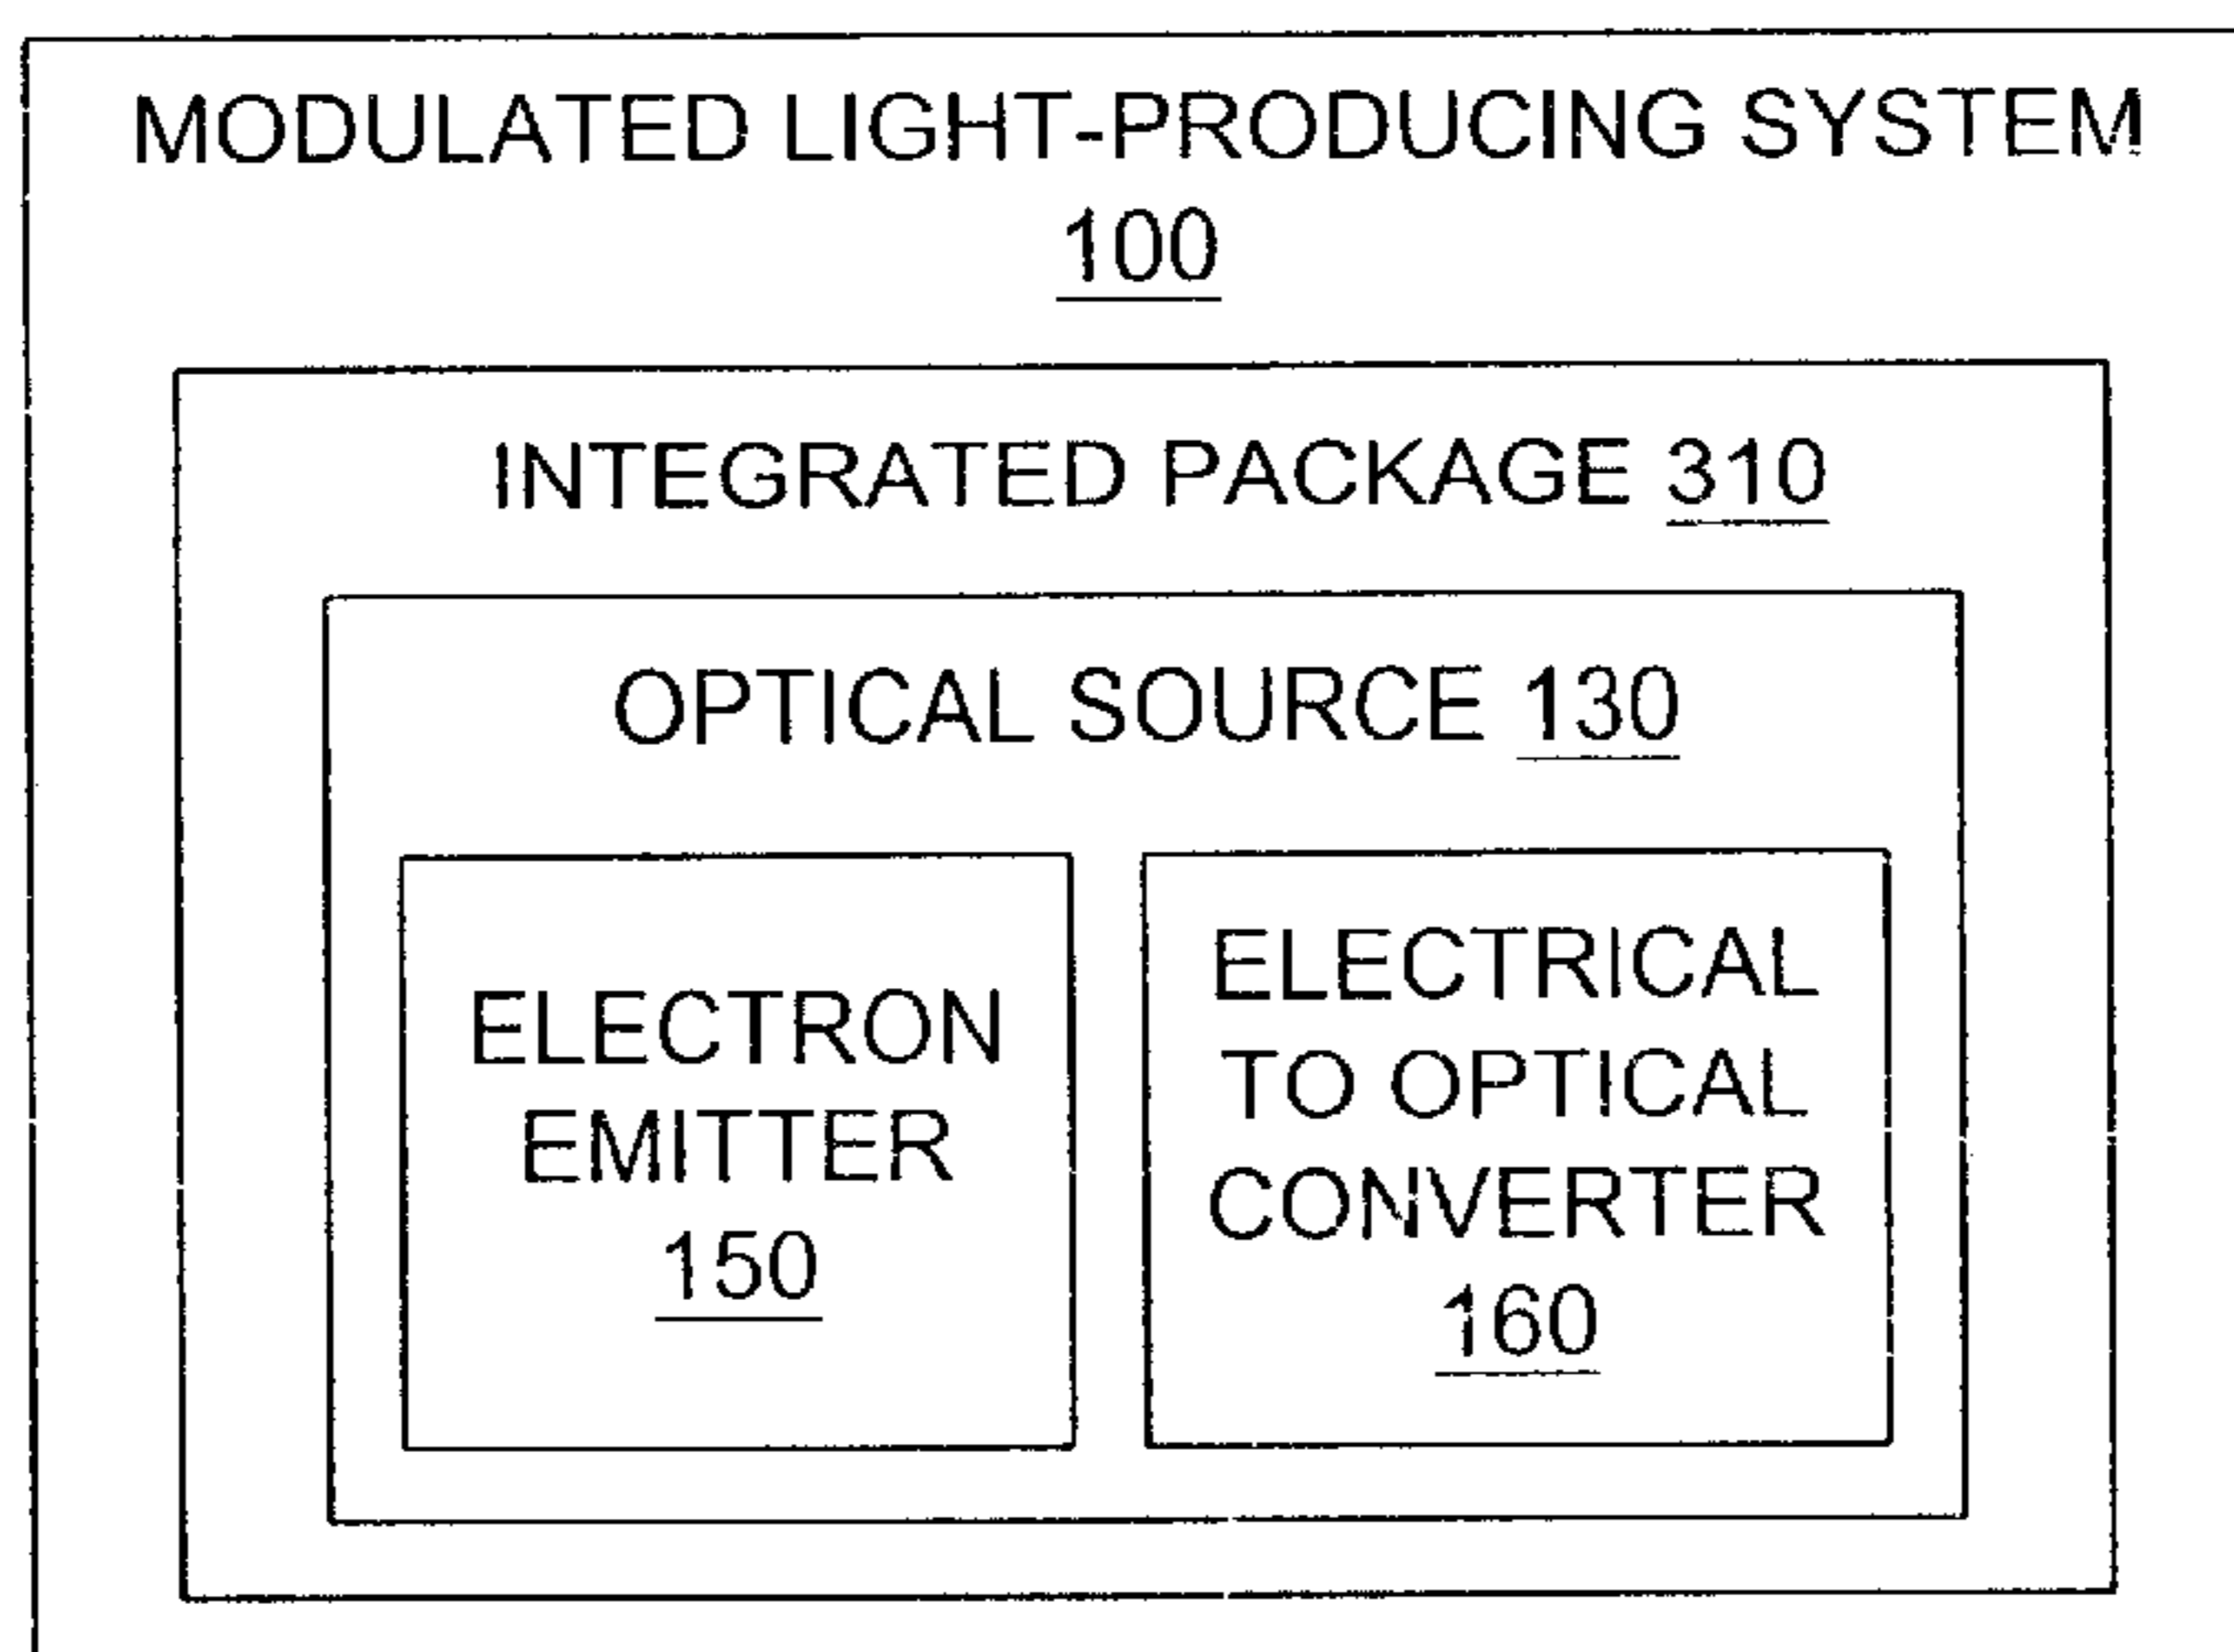 MODULATED LIGHT-PRODUCING SYSTEM
100
INTEGRATED PACKAGE 310
OPTICAL SOURCE 130
ELECTRON
EMITTER
150
ELECTRICAL
TO OPTICAL
CONVERTER
160